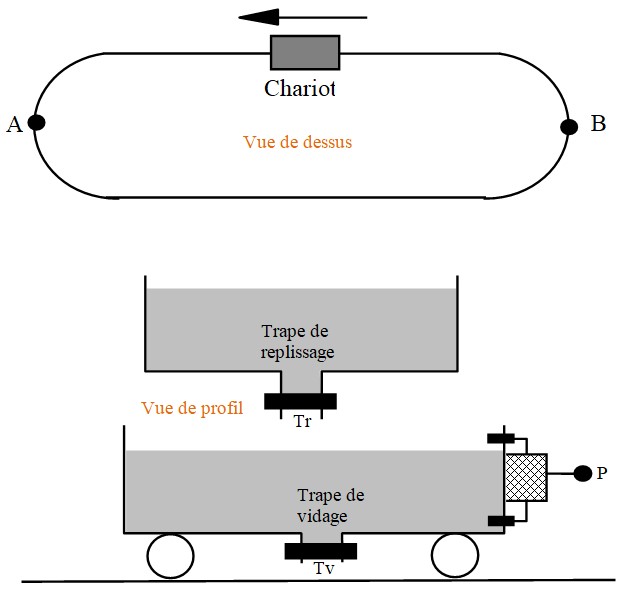 Chariot
A
B
Vue de dessus
Trape de
replissage
Vue de profil
Tr
P
Trape de
vidage
Tv